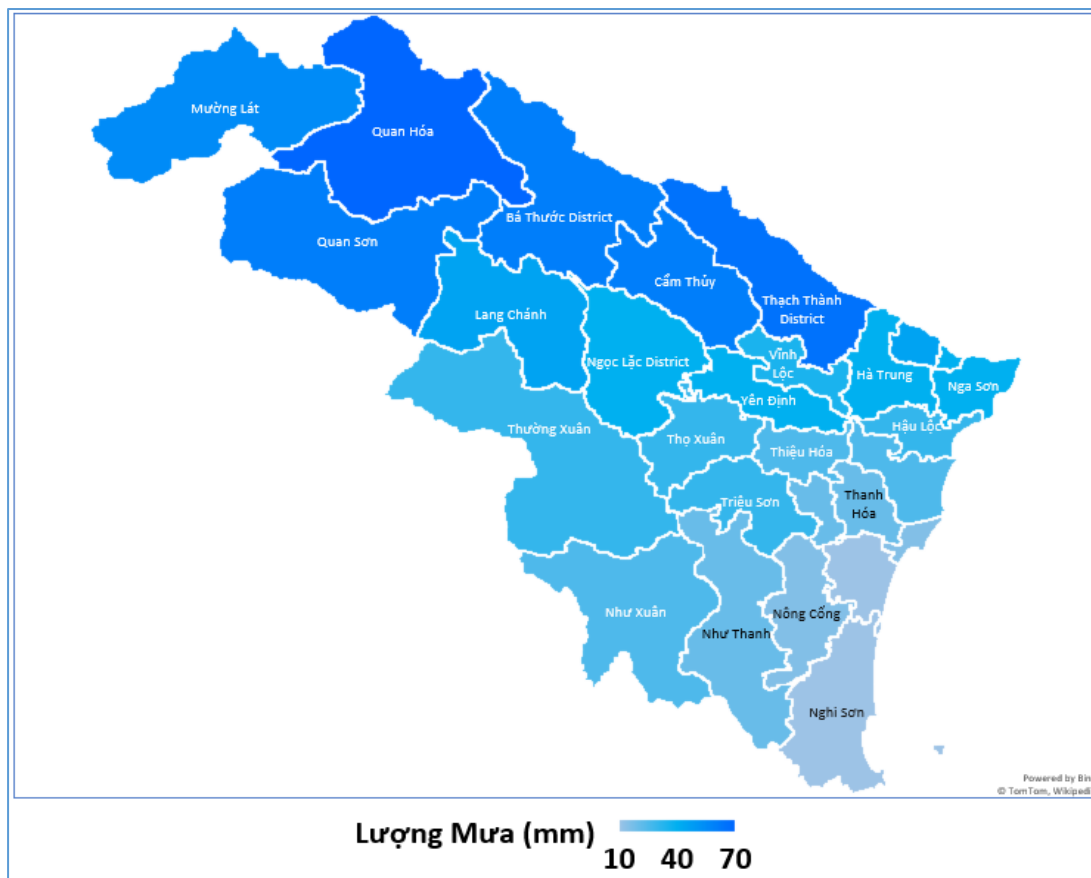 Mường Lát
Quan Hóa
Bá Thước District
Quan Sơn
Cẩm Thủy
Thạch Thành
District
Lang Chánh
Ngọc Lặc District
Vĩnh
Lộc
Hà Trung
Nga Sơn
Yên Định
Hậu Lộc
Thường Xuân
Thọ Xuân
Thiệu Hóa
Triệu Sơn
Thanh
Hóa
Như Xuân
Như Thanh
Nông Cống
Nghi Sơn
Powered by Bin
© TomTom, Wikipedi
Lượng Mưa (mm)
10 40 70